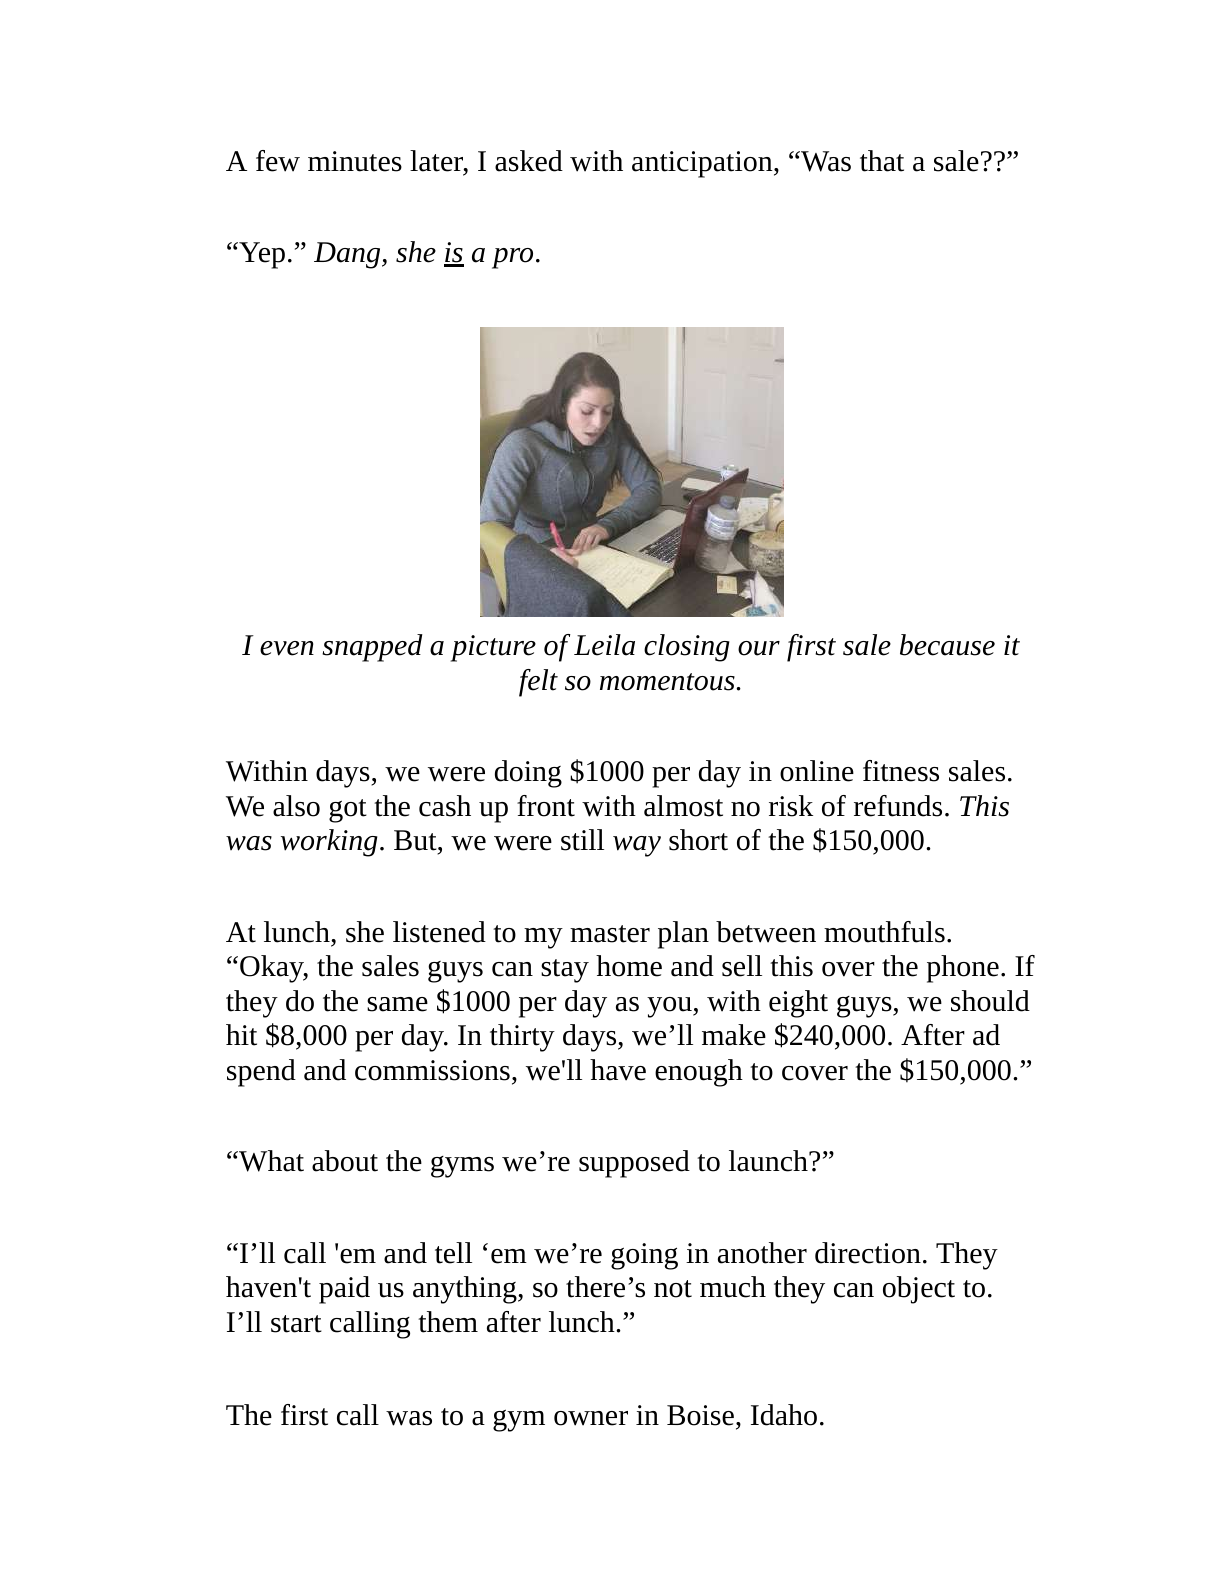 A few minutes later, I asked with anticipation, “Was that a sale??”
“Yep.” Dang, she is a pro.
I even snapped a picture of Leila closing our first sale because it
felt so momentous.
Within days, we were doing $1000 per day in online fitness sales.
We also got the cash up front with almost no risk of refunds. This
was working. But, we were still way short of the $150,000.
At lunch, she listened to my master plan between mouthfuls.
“Okay, the sales guys can stay home and sell this over the phone. If
they do the same $1000 per day as you, with eight guys, we should
hit $8,000 per day. In thirty days, we’ll make $240,000. After ad
spend and commissions, we'll have enough to cover the $150,000.”
“What about the gyms we’re supposed to launch?”
“I’ll call 'em and tell ‘em we’re going in another direction. They
haven't paid us anything, so there’s not much they can object to.
I’ll start calling them after lunch.”
The first call was to a gym owner in Boise, Idaho.